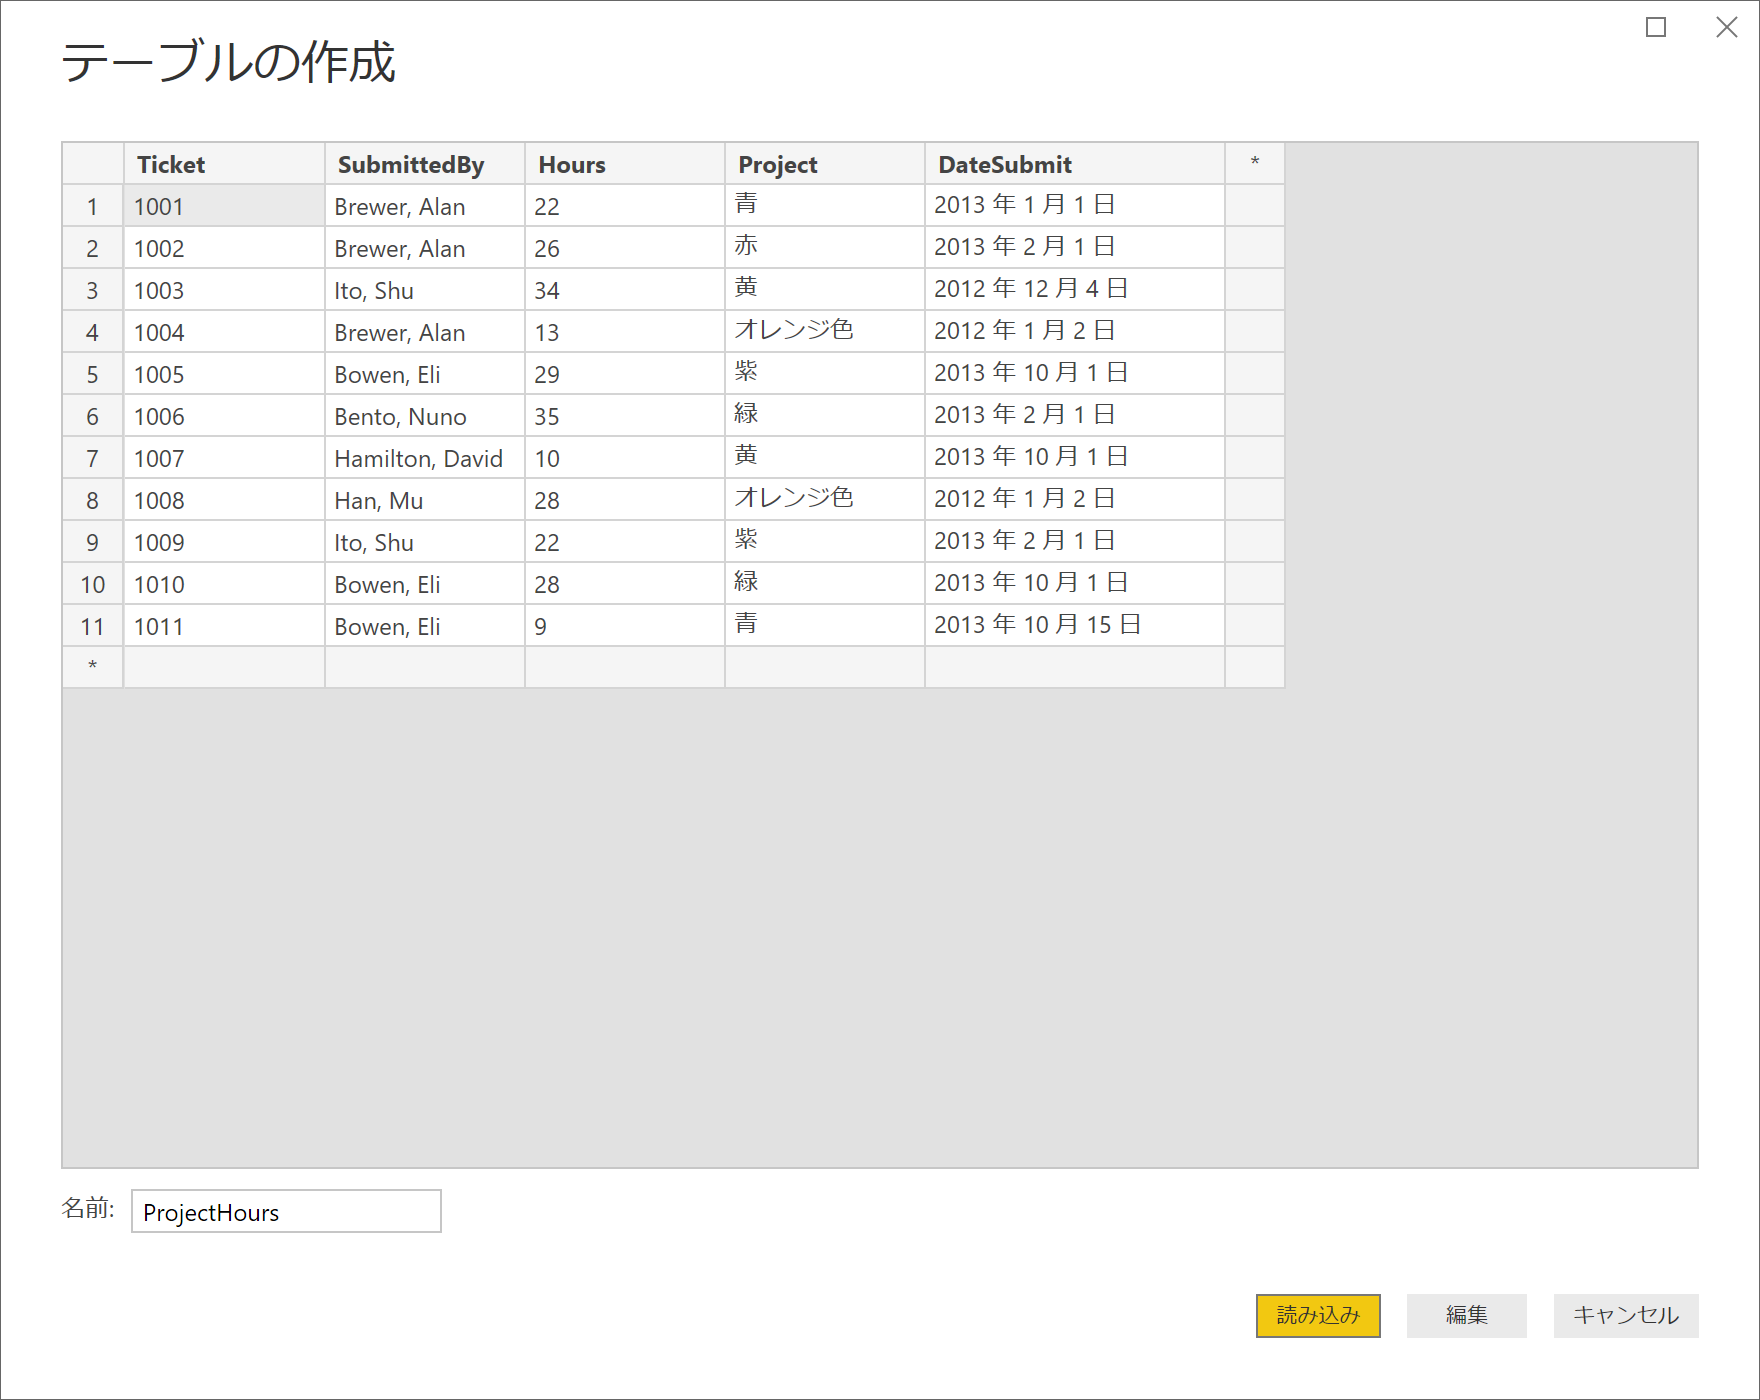 テーブルの作成
Ticket SubmittedBy Hours Project DateSubmit *
1 1001 Brewer, Alan 22 青 2013 年 1 月 1 日
2 1002 Brewer, Alan 26 赤 2013 年 2 月 1 日
3 1003 Ito, Shu 34 黄 2012 年 12 月 4 日
4 1004 Brewer, Alan 13 オレンジ色 2012 年 1 月 2 日
5 1005 Bowen, Eli 29 紫 2013 年 10 月 1 日
6 1006 Bento, Nuno 35 緑 2013 年 2 月 1 日
7 1007 Hamilton, David 10 黄 2013 年 10 月 1 日
8 1008 Han, Mu 28 オレンジ色 2012 年 1 月 2 日
9 1009 Ito, Shu 22 紫 2013 年 2 月 1 日
10 1010 Bowen, Eli 28 緑 2013 年 10 月 1 日
11 1011 Bowen, Eli 9 青 2013 年 10 月 15 日
*
名前: ProjectHours
読み込み 編集 キャンセル